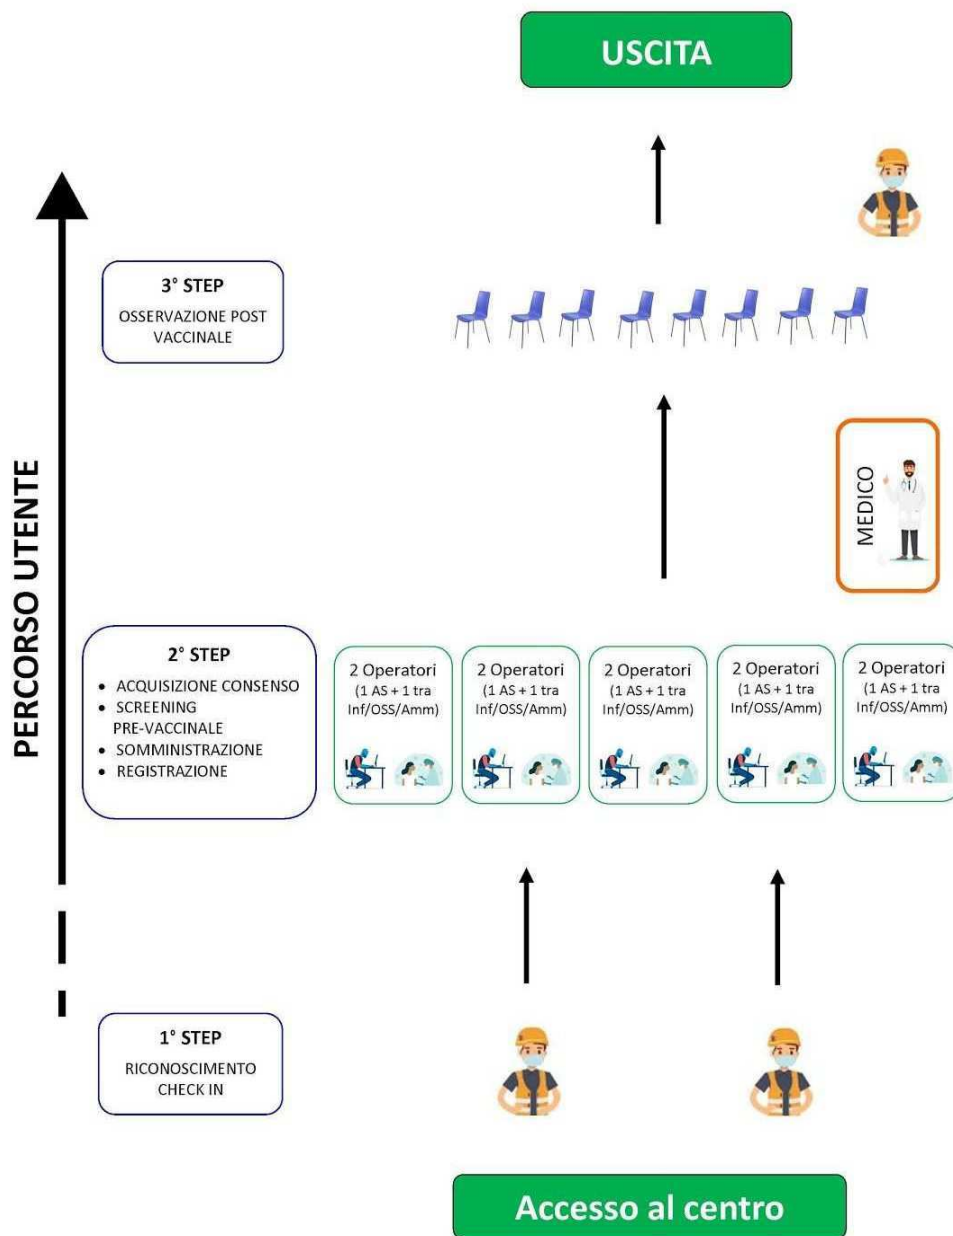 USCITA
3° STEP
OSSERVAZIONE POST
VACCINALE
PERCORSO UTENTE
MEDICO
2° STEP
• ACQUISIZIONE CONSENSO
• SCREENING
PRE-VACCINALE
• SOMMINISTRAZIONE
• REGISTRAZIONE
2 Operatori
(1 AS + 1 tra
Inf/OSS/Amm)
2 Operatori
(1 AS + 1 tra
Inf/OSS/Amm)
2 Operatori
(1 AS + 1 tra
Inf/OSS/Amm)
2 Operatori
(1 AS + 1 tra
Inf/OSS/Amm)
2 Operatori
(1 AS + 1 tra
Inf/OSS/Amm)
1° STEP
RICONOSCIMENTO
CHECK IN
Accesso al centro